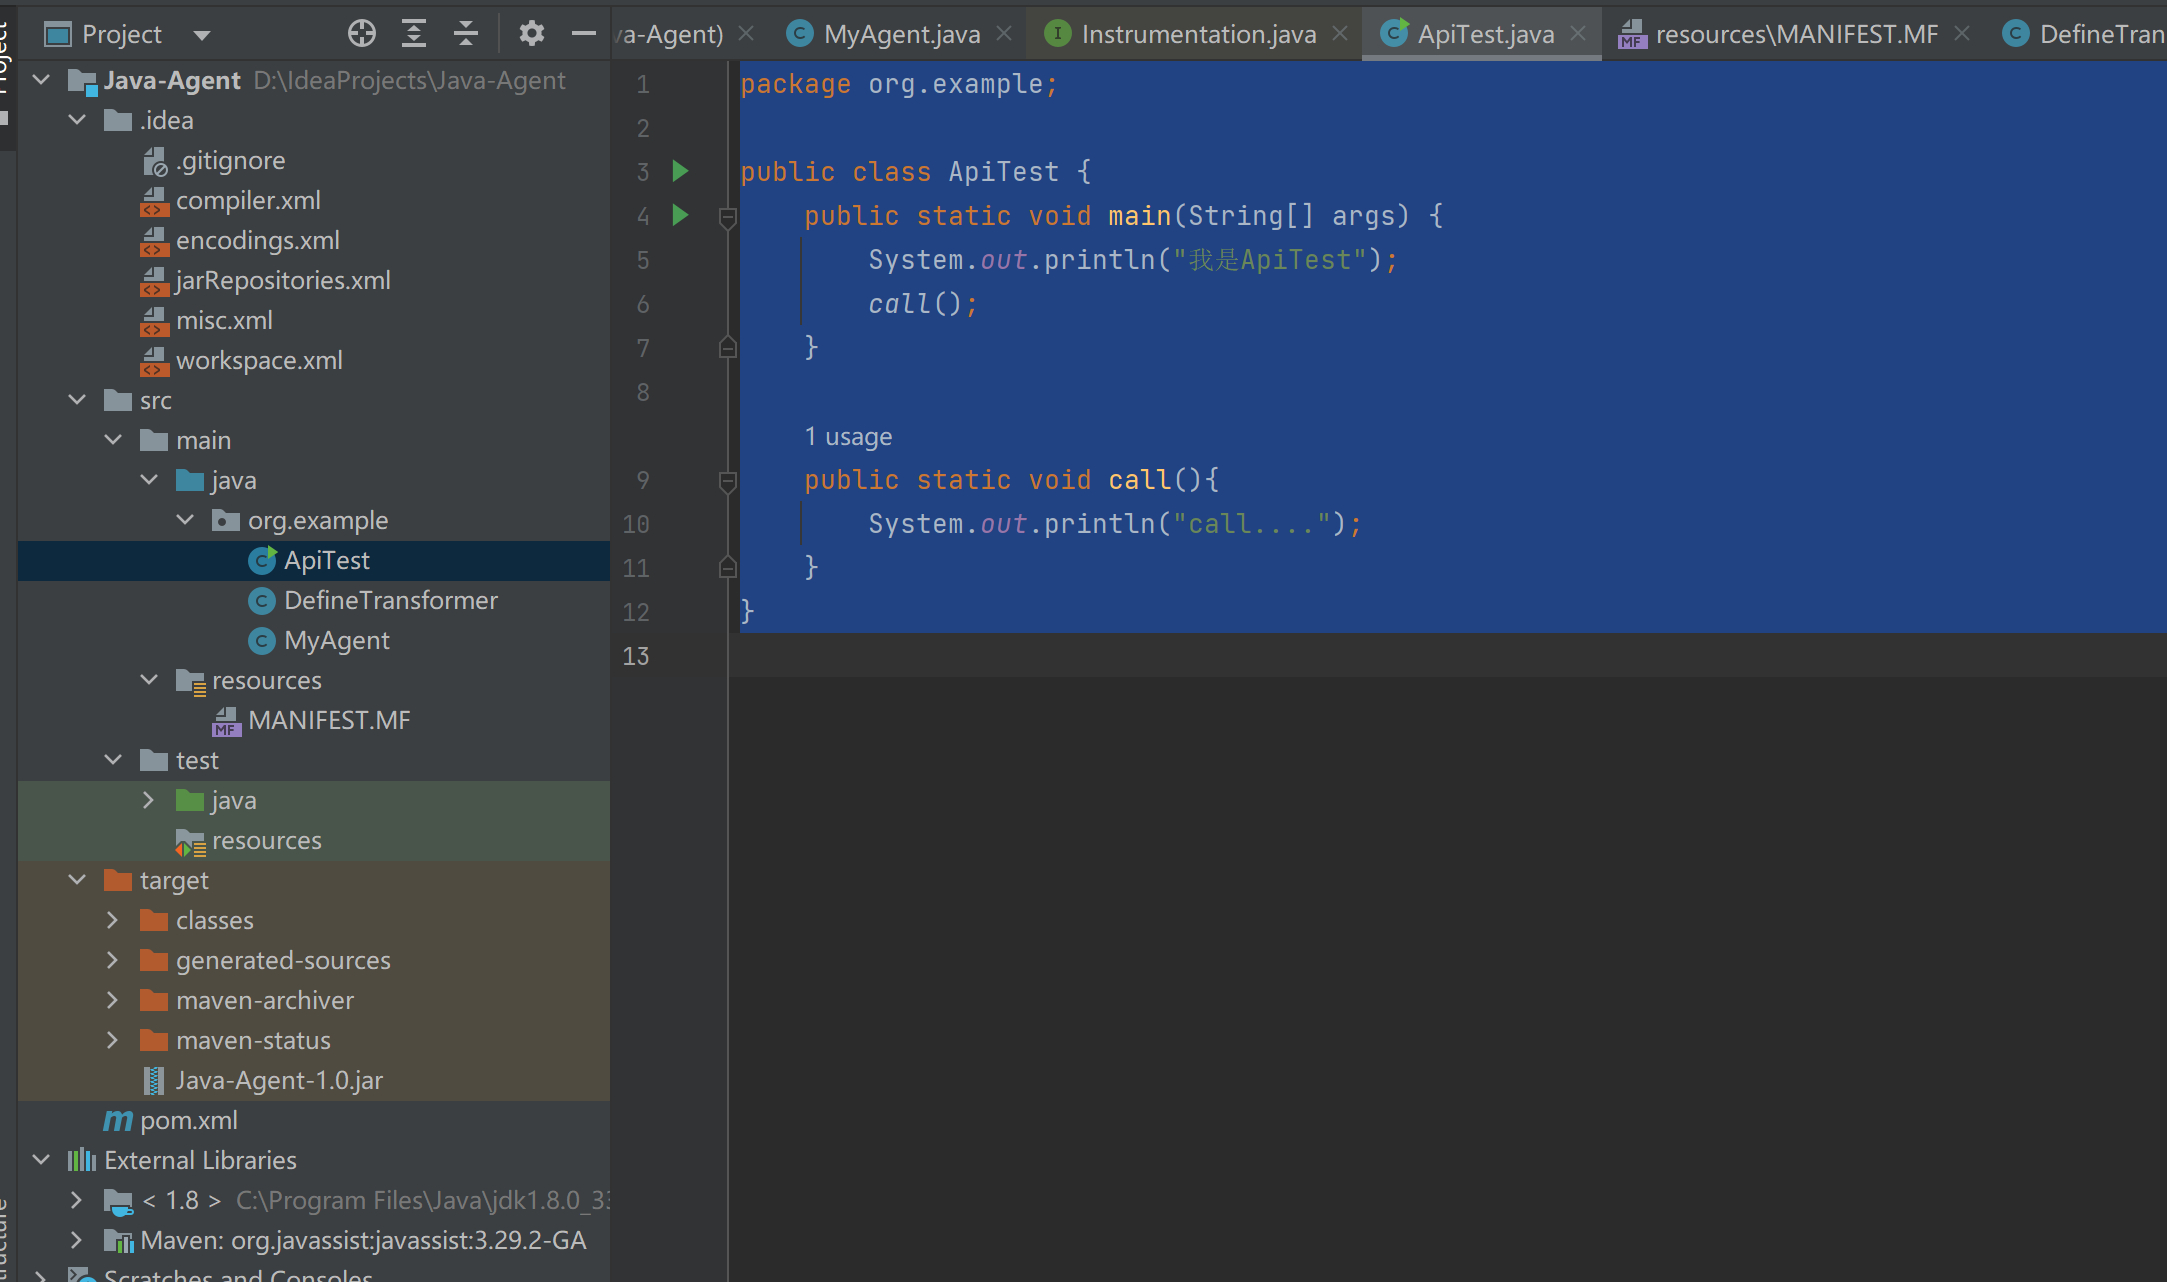 Project
Java-Agent D:\IdeaProjects\Java-Agent
.idea
.gitignore
compiler.xml
encodings.xml
jarRepositories.xml
misc.xml
workspace.xml
src
main
java
org.example
ApiTest
DefineTransformer
MyAgent
resources
MANIFEST.MF
test
java
resources
target
classes
generated-sources
maven-archiver
maven-status
Java-Agent-1.0.jar
pom.xml
External Libraries
< 1.8 > C:\Program Files\Java\jdk1.8.0_33
Maven: org.javassist:javassist:3.29.2-GA
Scratches and Consoles
va-Agent) MyAgent.java Instrumentation.java ApiTest.java resources\MANIFEST.MF DefineTran
1 package org.example;
2
3 public class ApiTest {
4 public static void main(String[] args) {
5 System.out.println("我是ApiTest");
6 call();
7 }
8
1 usage
9 public static void call(){
10 System.out.println("call....");
11 }
12 }
13